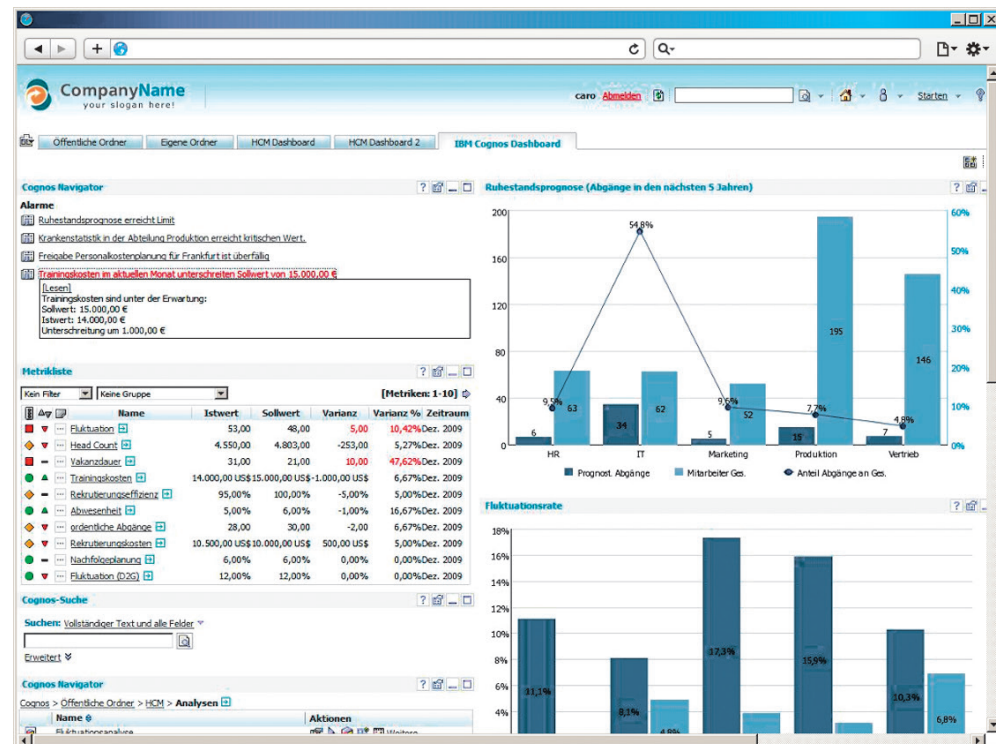 CompanyName
your slogan here!
caro Abmelden
Starten
Öffentliche Ordner
Eigene Ordner
HCM Dashboard
HCM Dashboard 2
IBM Cognos Dashboard
Cognos Navigator
Alarme
Ruhestandsprognose erreicht Limit
Krankenstatistik in der Abteilung Produktion erreicht kritischen Wert.
Freigabe Personalkostenplanung für Frankfurt ist überfällig
Trainingskosten im aktuellen Monat unterschreiten Sollwert von 15.000,00 €
[Lesen]
Trainingskosten sind unter der Erwartung:
Sollwert: 15.000,00 €
Istwert: 14.000,00 €
Unterschreitung um 1.000,00 €
Metrikliste
Kein Filter Keine Gruppe [Metriken: 1-10]
Name Istwert Sollwert Varianz Varianz % Zeitraum
Fluktuation 53,00 48,00 5,00 10,42% Dez. 2009
Head Count 4.550,00 4.803,00 -253,00 5,27% Dez. 2009
Vakanzdauer 31,00 21,00 10,00 47,62% Dez. 2009
Trainingskosten 14.000,00 US$ 15.000,00 US$ -1.000,00 US$ 6,67% Dez. 2009
Rekrutierungseffizienz 95,00% 100,00% -5,00% 5,00% Dez. 2009
Abwesenheit 5,00% 6,00% -1,00% 16,67% Dez. 2009
ordentliche Abgänge 28,00 30,00 -2,00 6,67% Dez. 2009
Rekrutierungskosten 10.500,00 US$ 10.000,00 US$ 500,00 US$ 5,00% Dez. 2009
Nachfolgeplanung 6,00% 6,00% 0,00% 0,00% Dez. 2009
Fluktuation (D2G) 12,00% 12,00% 0,00% 0,00% Dez. 2009
Cognos-Suche
Suchen: Vollständiger Text und alle Felder
Erweitert
Cognos Navigator
Cognos > Öffentliche Ordner > HCM > Analysen
Name Aktionen
Fluktuationsanalyse Weitere
Ruhestandsprognose (Abgänge in den nächsten 5 Jahren)
200 60%
54,8%
50%
160
40%
120
195 30%
80 146
20%
9,5% 63 62 9,6% 52 7,7%
40 10%
34 4,8%
6 5 15 7
0 0%
HR IT Marketing Produktion Vertrieb
Prognost. Abgänge Mitarbeiter Ges. Anteil Abgänge an Ges.
Fluktuationsrate
18%
16%
14%
12%
10%
8%
17,3% 15,9%
6%
11,1% 10,3%
4%
8,1% 6,8%
4,8%